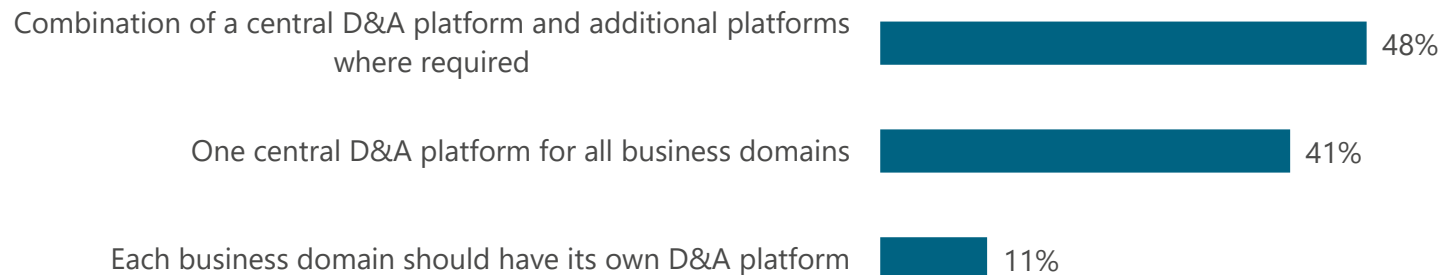 Combination of a central D&A platform and additional platforms
where required
48%
One central D&A platform for all business domains
41%
Each business domain should have its own D&A platform
11%